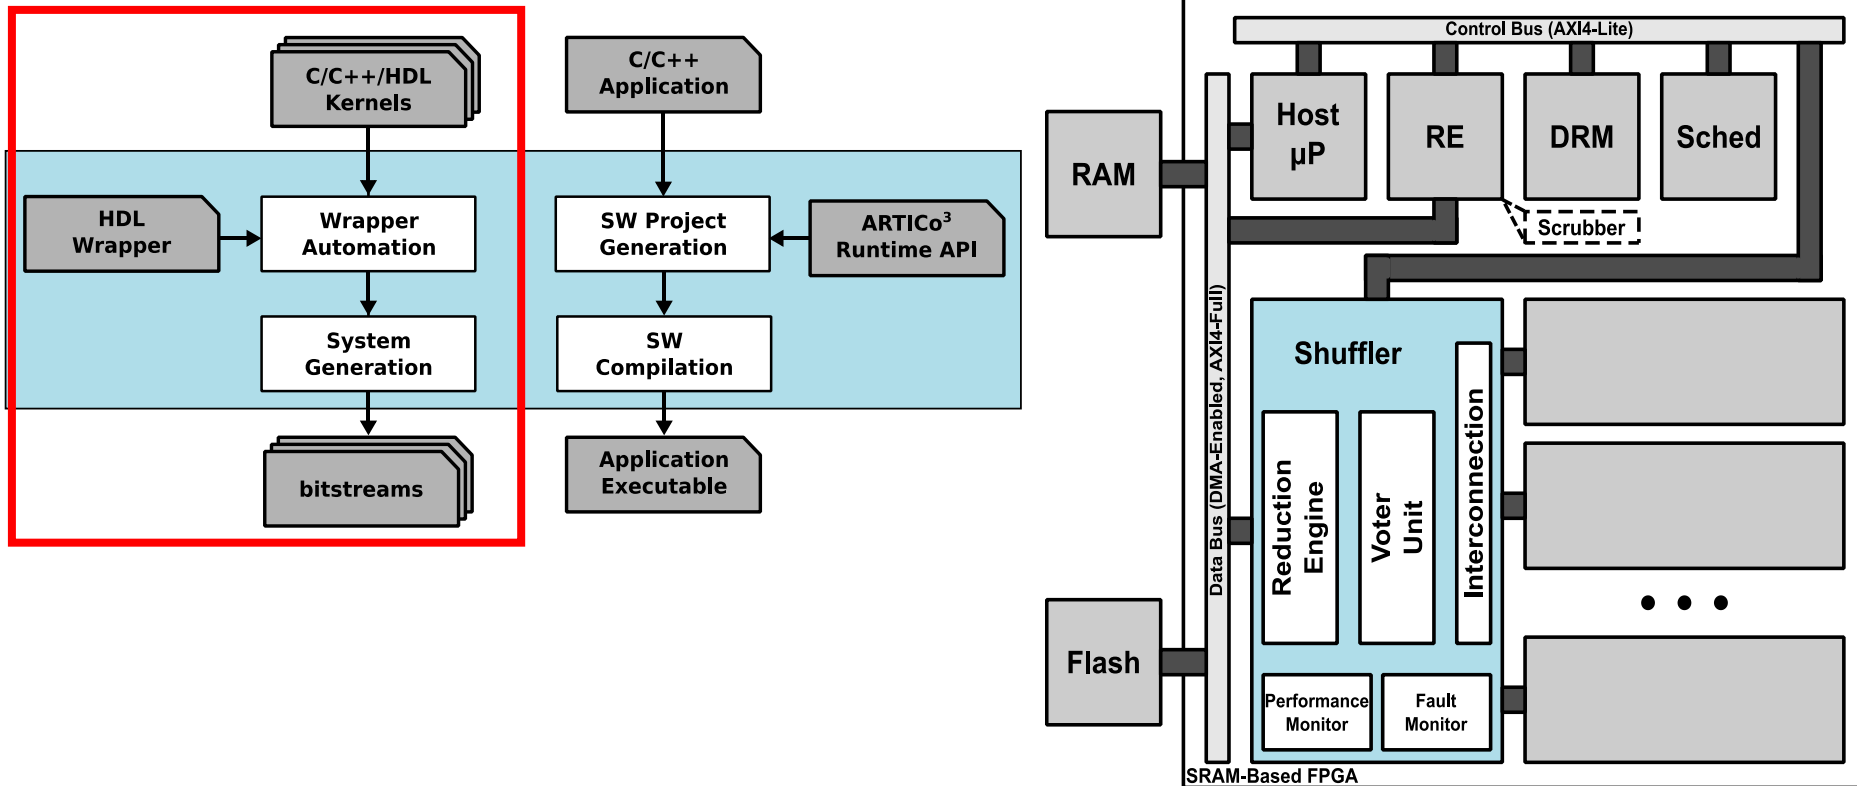 C/C++/HDL
Kernels
C/C++
Application
HDL
Wrapper
Wrapper
Automation
SW Project
Generation
ARTICo³
Runtime API
System
Generation
SW
Compilation
bitstreams
Application
Executable
Control Bus (AXI4-Lite)
Host
µP
RE
DRM
Sched
RAM
Scrubber
Data Bus (DMA-Enabled, AXI4-Full)
Shuffler
Reduction
Engine
Voter
Unit
Interconnection
Flash
Performance
Monitor
Fault
Monitor
SRAM-Based FPGA